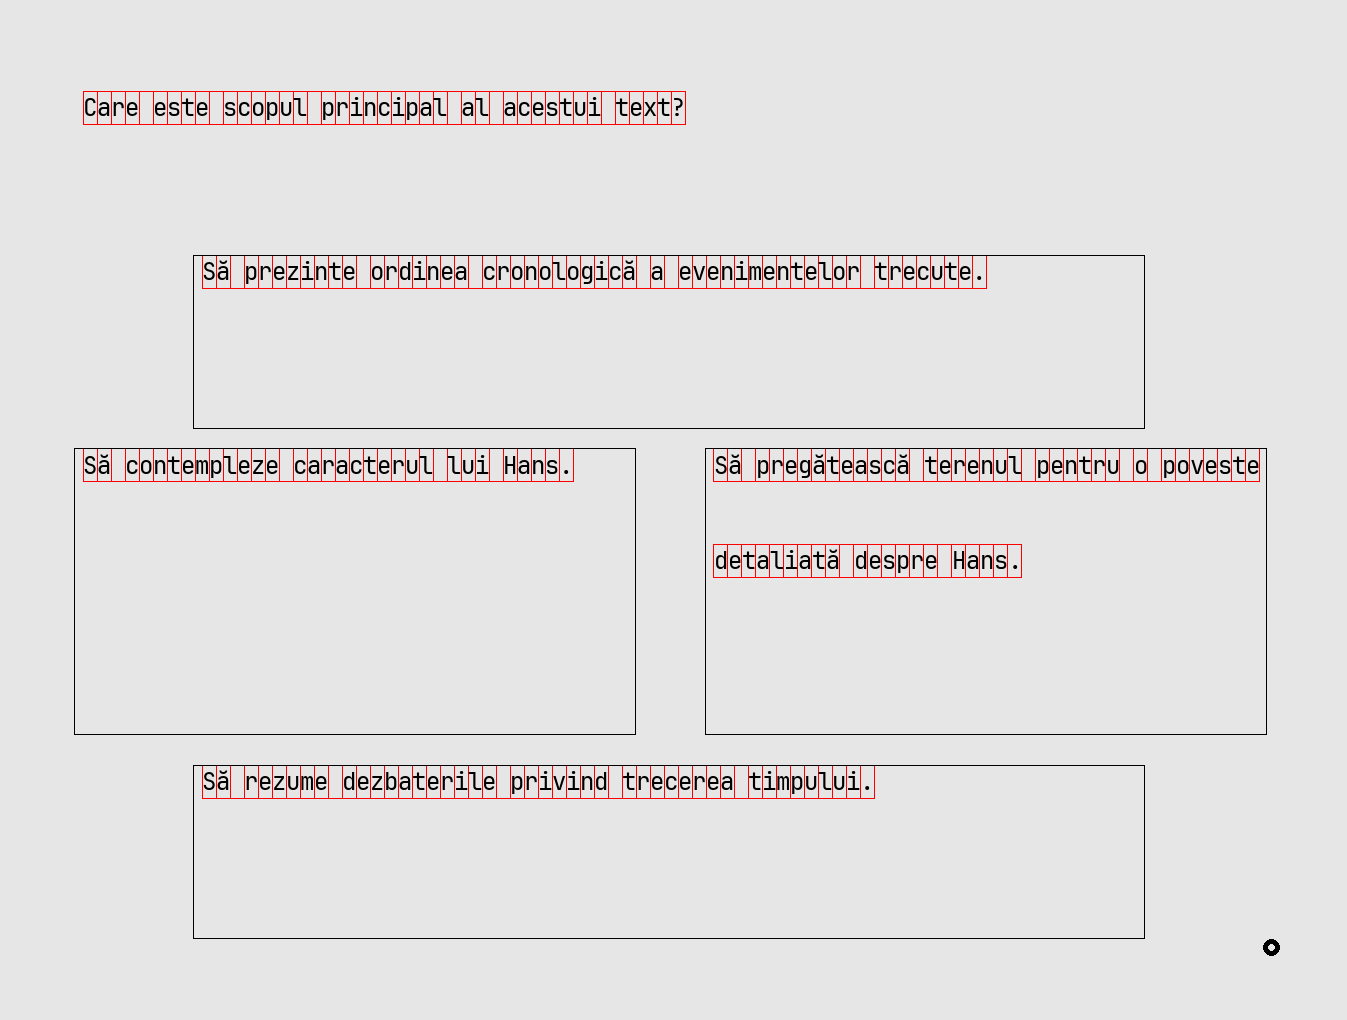 Care este scopul principal al acestui text?
Să prezinte ordinea cronologică a evenimentelor trecute.
Să contempleze caracterul lui Hans.
Să pregătească terenul pentru o poveste
detaliată despre Hans.
Să rezume dezbaterile privind trecerea timpului.